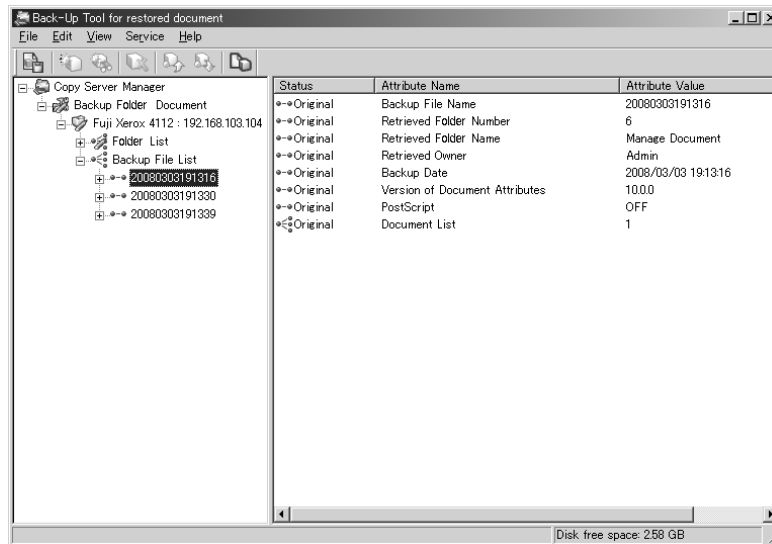 Back-Up Tool for restored document
File Edit View Service Help
Copy Server Manager
Backup Folder Document
Fuji Xerox 4112 : 192.168.103.104
Folder List
Backup File List
20080303191316
20080303191330
20080303191339
Status Attribute Name Attribute Value
Original Backup File Name 20080303191316
Original Retrieved Folder Number 6
Original Retrieved Folder Name Manage Document
Original Retrieved Owner Admin
Original Backup Date 2008/03/03 19:13:16
Original Version of Document Attributes 10.0.0
Original PostScript OFF
Original Document List 1
Disk free space: 2.58 GB